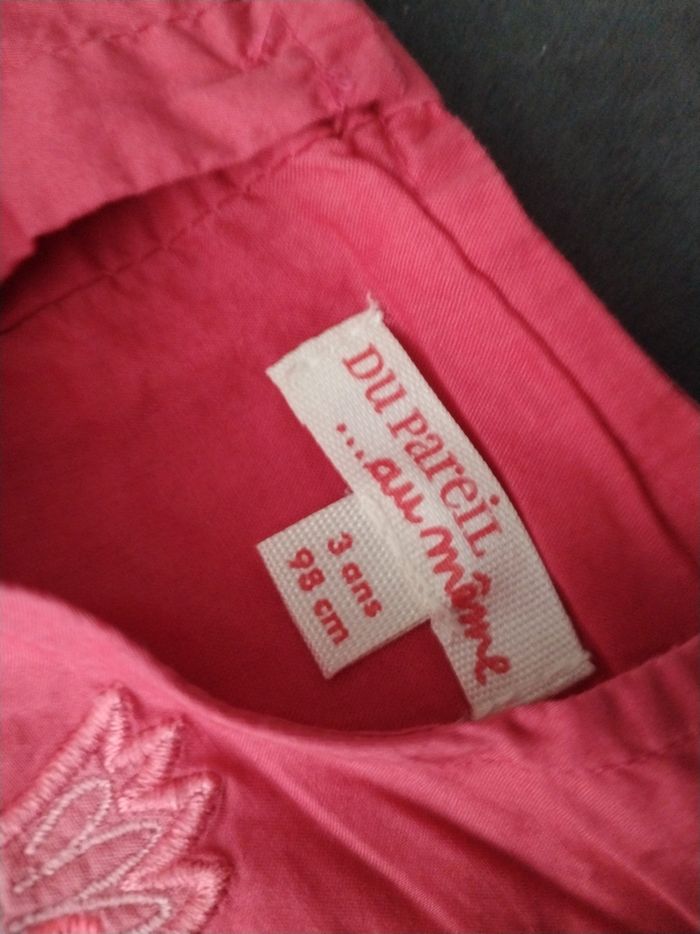 DU PAREIL
...au même
3 ans
98 cm